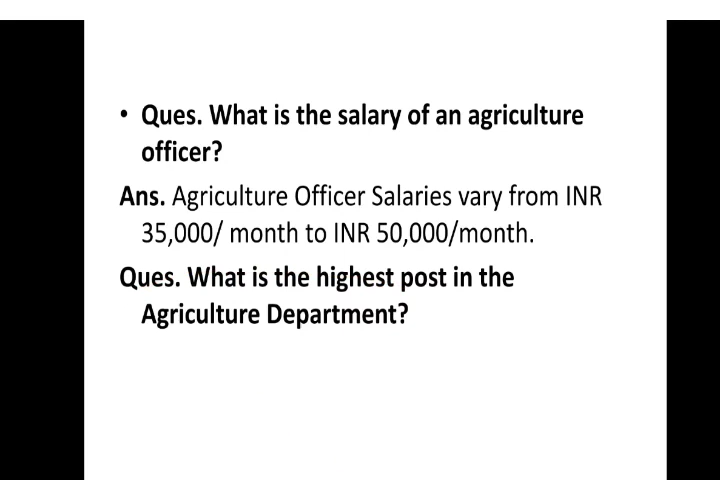 • Ques. What is the salary of an agriculture
officer?
Ans. Agriculture Officer Salaries vary from INR
35,000/ month to INR 50,000/month.
Ques. What is the highest post in the
Agriculture Department?